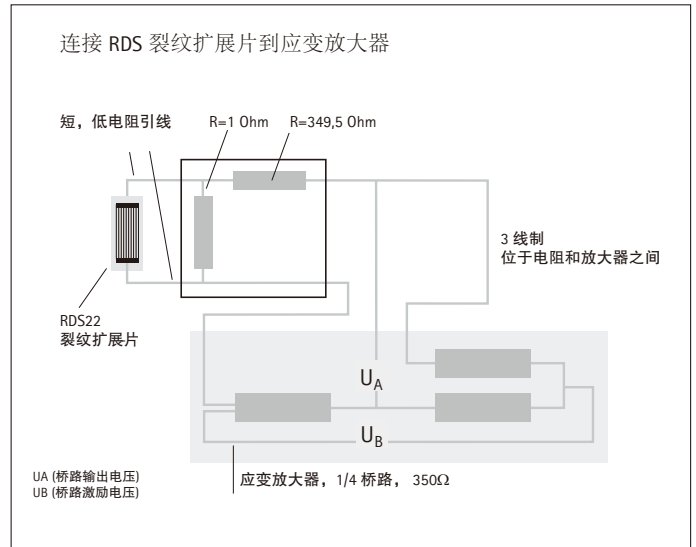 连接 RDS 裂纹扩展片到应变放大器
短，低电阻引线
R=1 Ohm
R=349,5 Ohm
3 线制
位于电阻和放大器之间
RDS22
裂纹扩展片
UA
UB
UA (桥路输出电压)
UB (桥路激励电压)
应变放大器，1/4 桥路， 350Ω